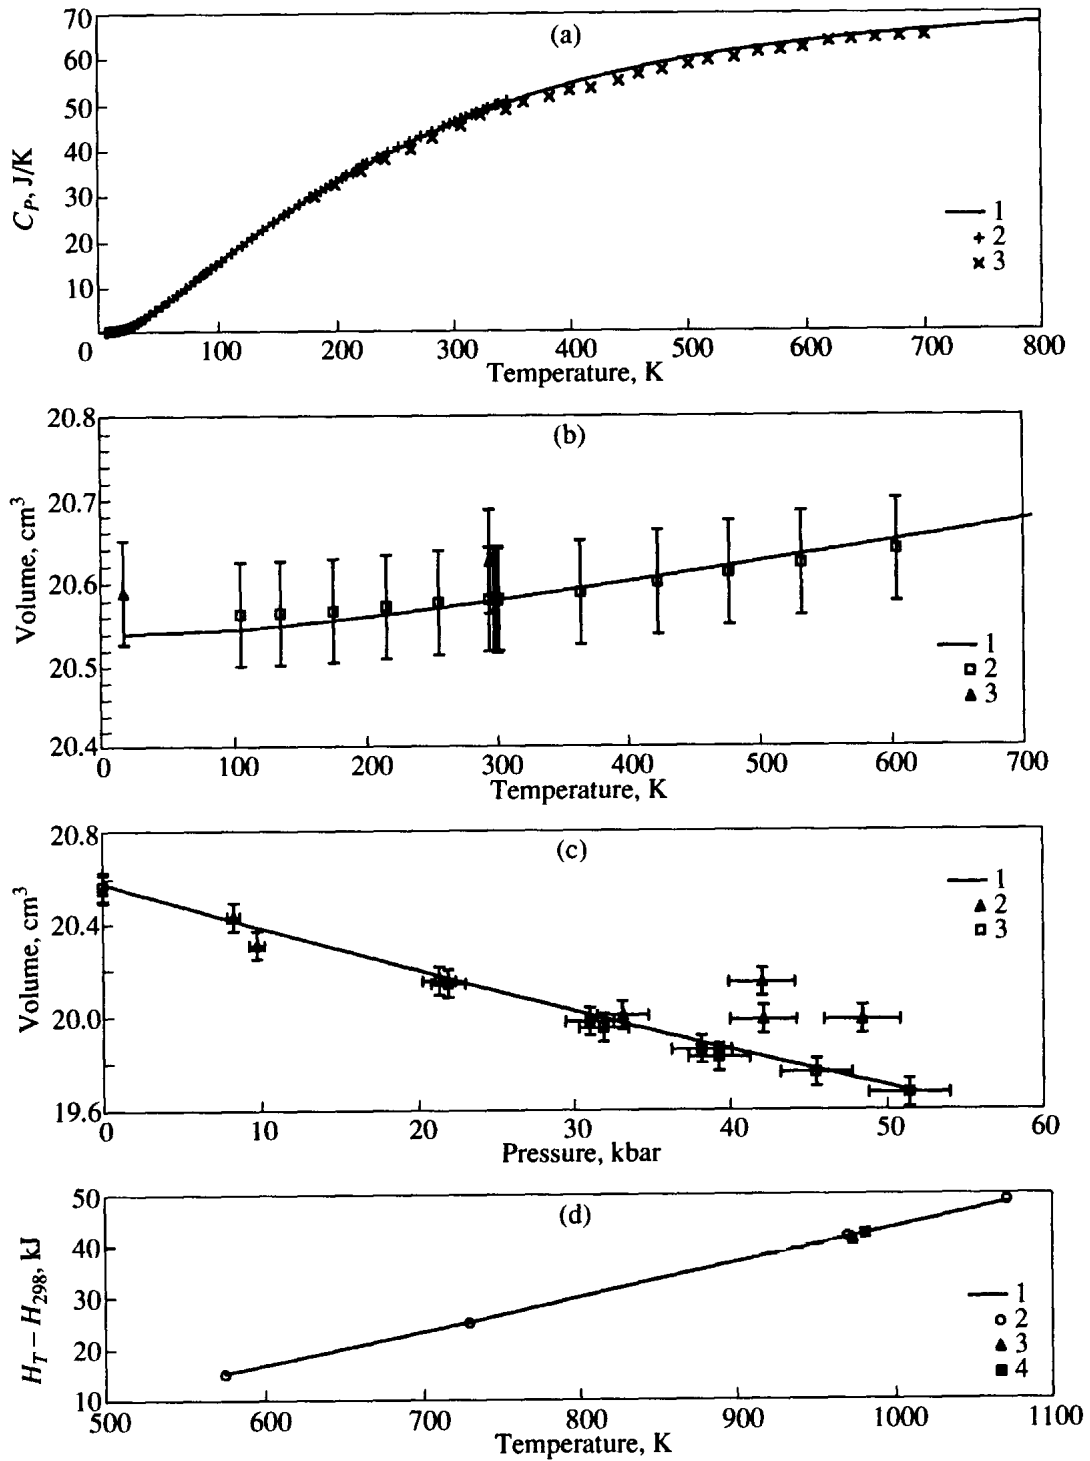 (a)
70
60
50
40
30
20
10
0
C_P, J/K
1
2
3
100 200 300 400 500 600 700 800
Temperature, K
(b)
20.8
20.7
20.6
20.5
20.4
Volume, cm³
1
2
3
0 100 200 300 400 500 600 700
Temperature, K
(c)
20.8
20.4
20.0
19.6
Volume, cm³
1
2
3
0 10 20 30 40 50 60
Pressure, kbar
(d)
50
40
30
20
10
H_T – H_298, kJ
1
2
3
4
500 600 700 800 900 1000 1100
Temperature, K